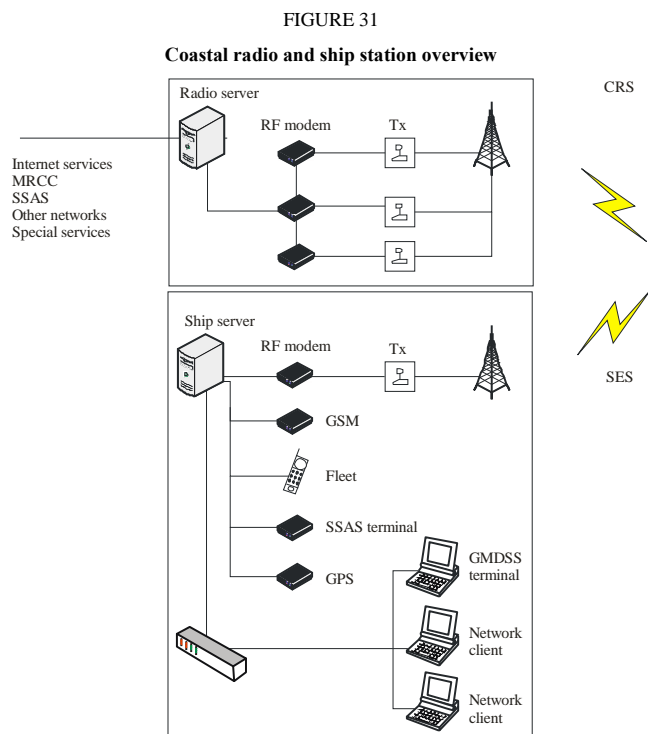 FIGURE 31
Coastal radio and ship station overview
Radio server
CRS
RF modem
Tx
Internet services
MRCC
SSAS
Other networks
Special services
Ship server
RF modem
Tx
SES
GSM
Fleet
SSAS terminal
GMDSS
terminal
GPS
Network
client
Network
client